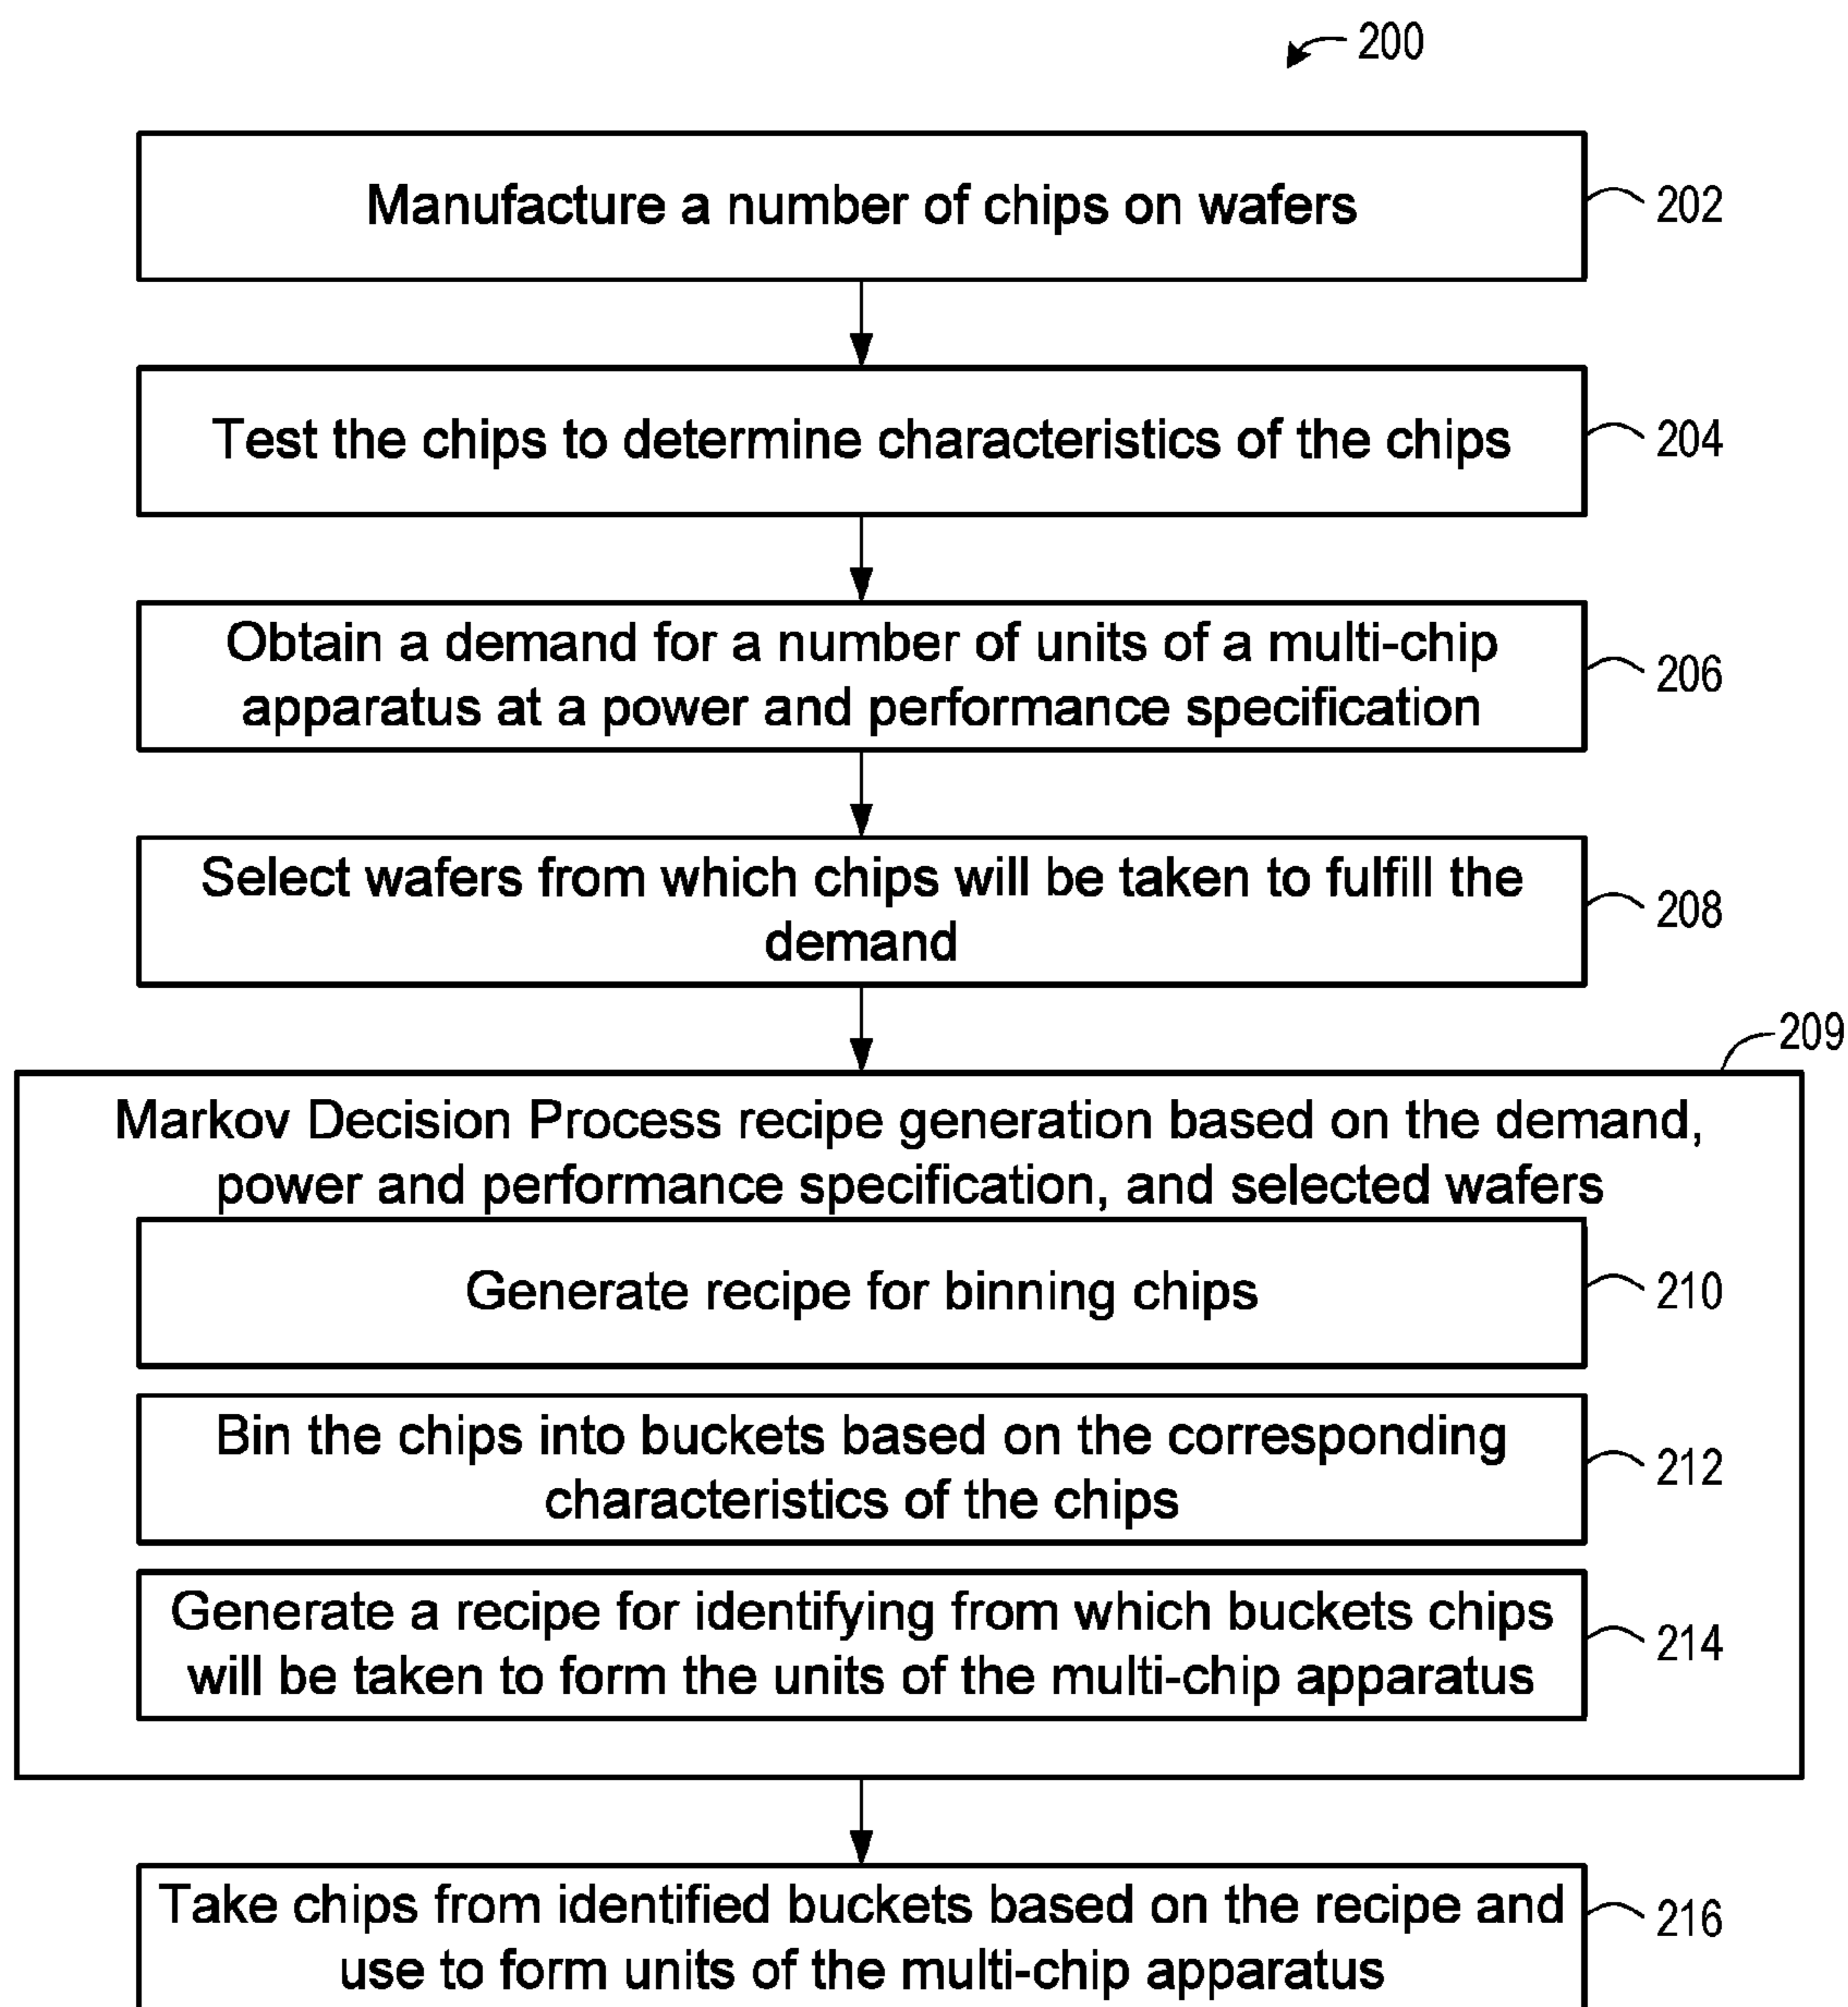 200
Manufacture a number of chips on wafers
202
Test the chips to determine characteristics of the chips
204
Obtain a demand for a number of units of a multi-chip
apparatus at a power and performance specification
206
Select wafers from which chips will be taken to fulfill the
demand
208
209
Markov Decision Process recipe generation based on the demand,
power and performance specification, and selected wafers
Generate recipe for binning chips
210
Bin the chips into buckets based on the corresponding
characteristics of the chips
212
Generate a recipe for identifying from which buckets chips
will be taken to form the units of the multi-chip apparatus
214
Take chips from identified buckets based on the recipe and
use to form units of the multi-chip apparatus
216